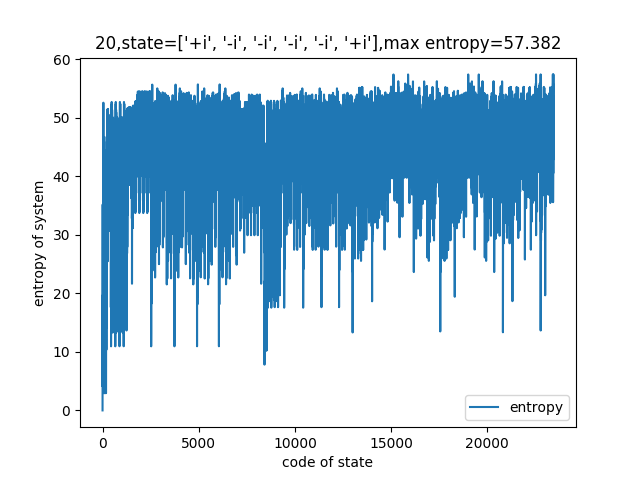 20,state=['+i', '-i', '-i', '-i', '-i', '+i'],max entropy=57.382
60
50
40
30
20
10
0
entropy of system
entropy
0 5000 10000 15000 20000
code of state